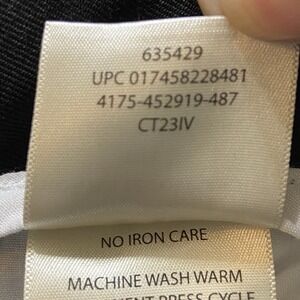 635429
UPC 017458228481
4175-452919-487
CT23IV
NO IRON CARE
MACHINE WASH WARM
PRESS CYCLE